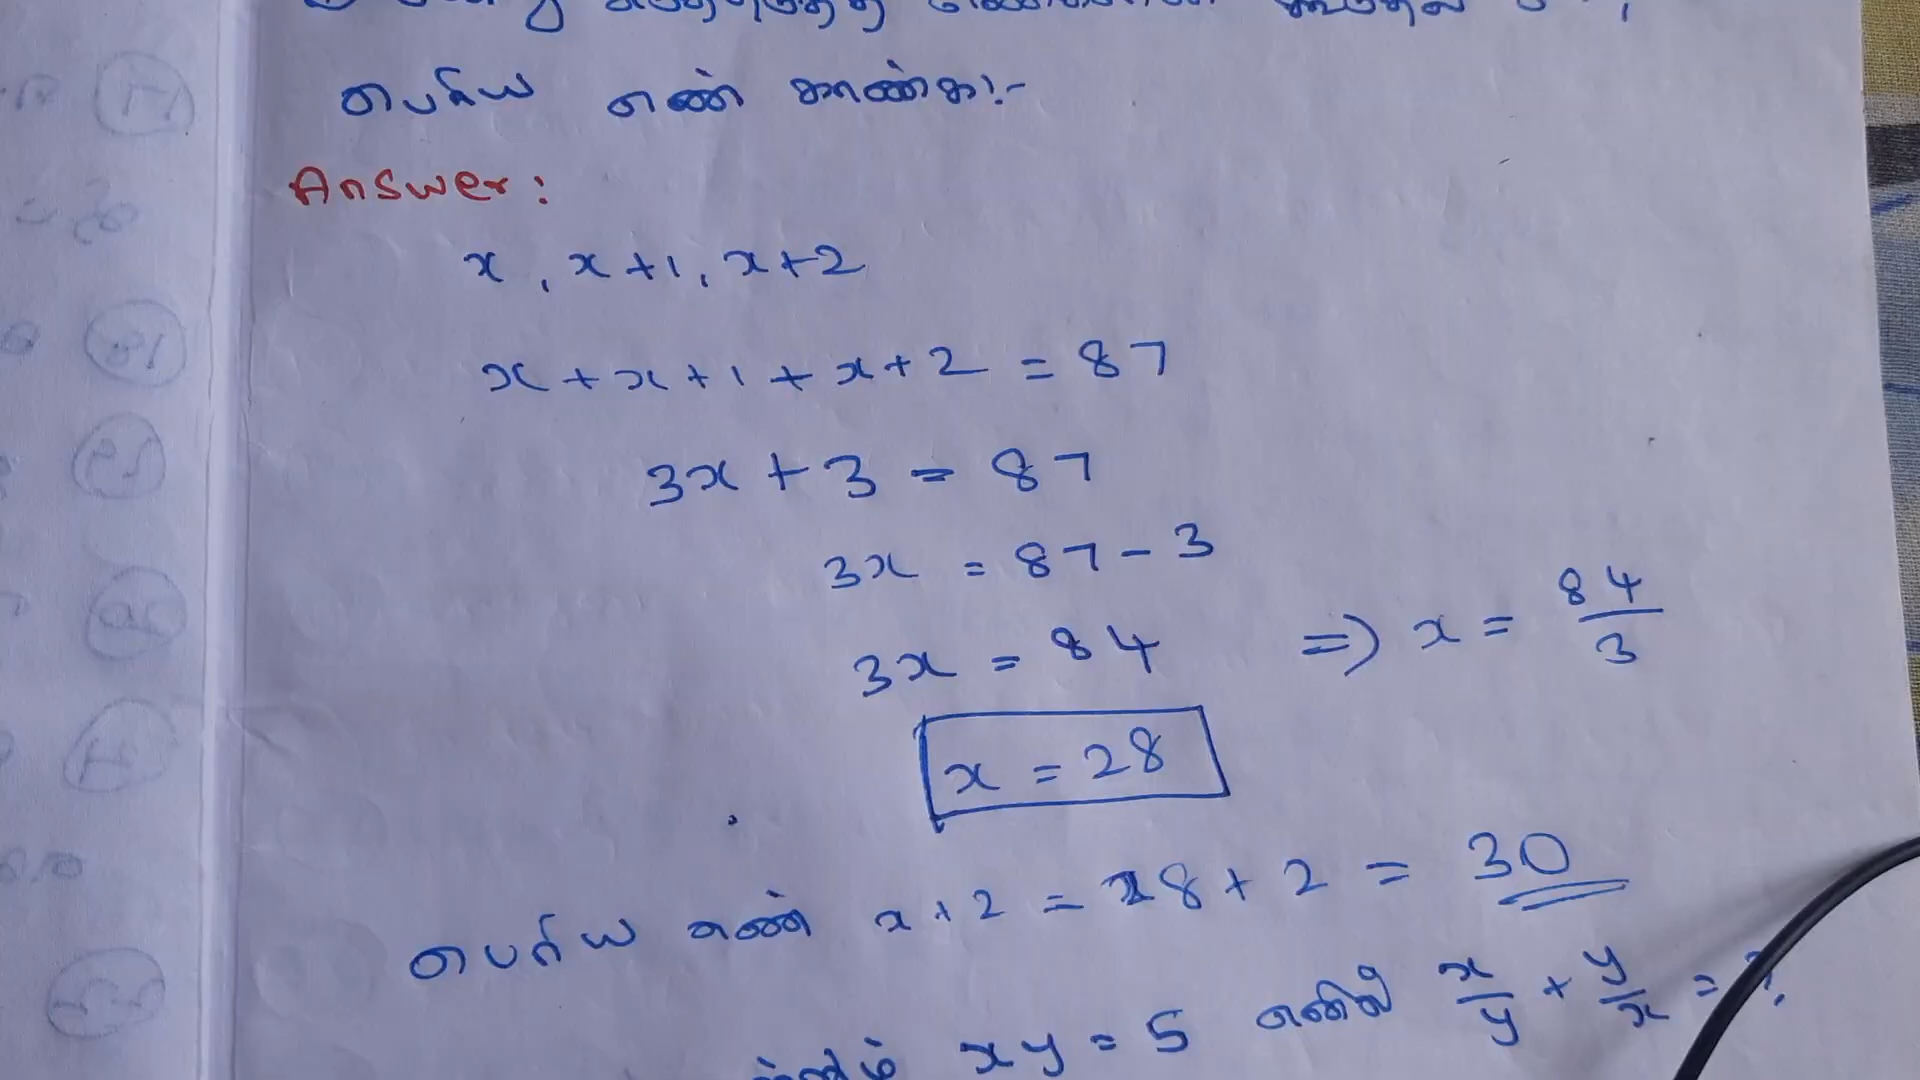 பெரிய எண் காண்க:-
Answer:
x, x+1, x+2
x + x + 1 + x + 2 = 87
3x + 3 = 87
3x = 87 - 3
3x = 84 => x = 84/3
x = 28
பெரிய எண் x + 2 = 28 + 2 = 30
xy = 5 எனில் x/y + y/x = ?